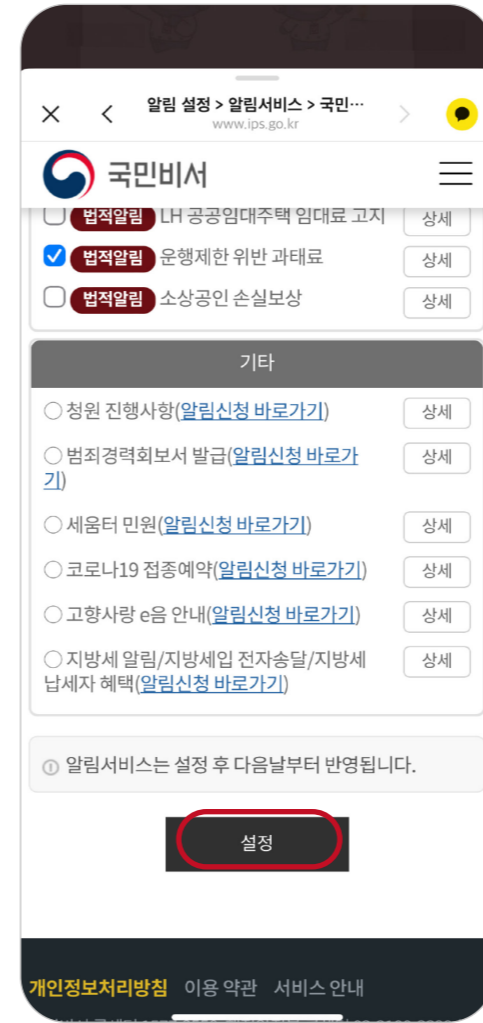 알림 설정 > 알림서비스 > 국민…
www.ips.go.kr
국민비서
법적알림 LH 공공임대주택 임대료 고지 상세
법적알림 운행제한 위반 과태료 상세
법적알림 소상공인 손실보상 상세
기타
청원 진행사항(알림신청 바로가기) 상세
범죄경력회보서 발급(알림신청 바로가 상세
기)
세움터 민원(알림신청 바로가기) 상세
코로나19 접종예약(알림신청 바로가기) 상세
고향사랑 e음 안내(알림신청 바로가기) 상세
지방세 알림/지방세입 전자송달/지방세 상세
납세자 혜택(알림신청 바로가기)
알림서비스는 설정 후 다음날부터 반영됩니다.
설정
개인정보처리방침 이용 약관 서비스 안내